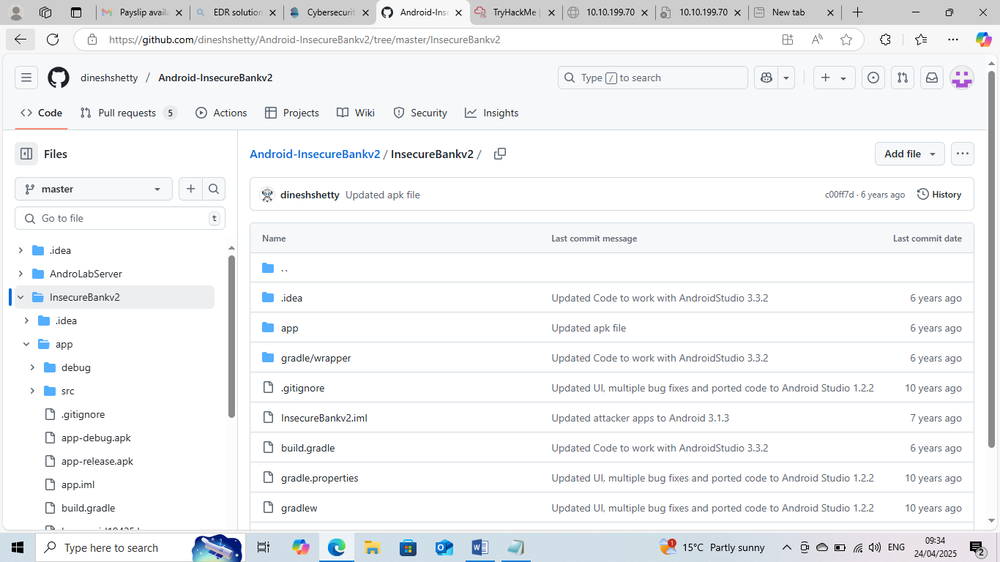 Payslip availa
EDR solution
Cybersecurit
Android-Inse
TryHackMe |
10.10.199.70
10.10.199.70
New tab
https://github.com/dineshshetty/Android-InsecureBankv2/tree/master/InsecureBankv2
dineshshetty / Android-InsecureBankv2
Type / to search
Code
Pull requests 5
Actions
Projects
Wiki
Security
Insights
Files
master
Go to file
t
.idea
AndroLabServer
InsecureBankv2
.idea
app
debug
src
.gitignore
app-debug.apk
app-release.apk
app.iml
build.gradle
Android-InsecureBankv2 / InsecureBankv2 /
Add file
dineshshetty Updated apk file
c00ff7d · 6 years ago
History
Name Last commit message Last commit date
..
.idea Updated Code to work with AndroidStudio 3.3.2 6 years ago
app Updated apk file 6 years ago
gradle/wrapper Updated Code to work with AndroidStudio 3.3.2 6 years ago
.gitignore Updated UI, multiple bug fixes and ported code to Android Studio 1.2.2 10 years ago
InsecureBankv2.iml Updated attacker apps to Android 3.1.3 7 years ago
build.gradle Updated Code to work with AndroidStudio 3.3.2 6 years ago
gradle.properties Updated UI, multiple bug fixes and ported code to Android Studio 1.2.2 10 years ago
gradlew Updated UI, multiple bug fixes and ported code to Android Studio 1.2.2 10 years ago
Type here to search
1
15°C Partly sunny
ENG
09:34
24/04/2025
2